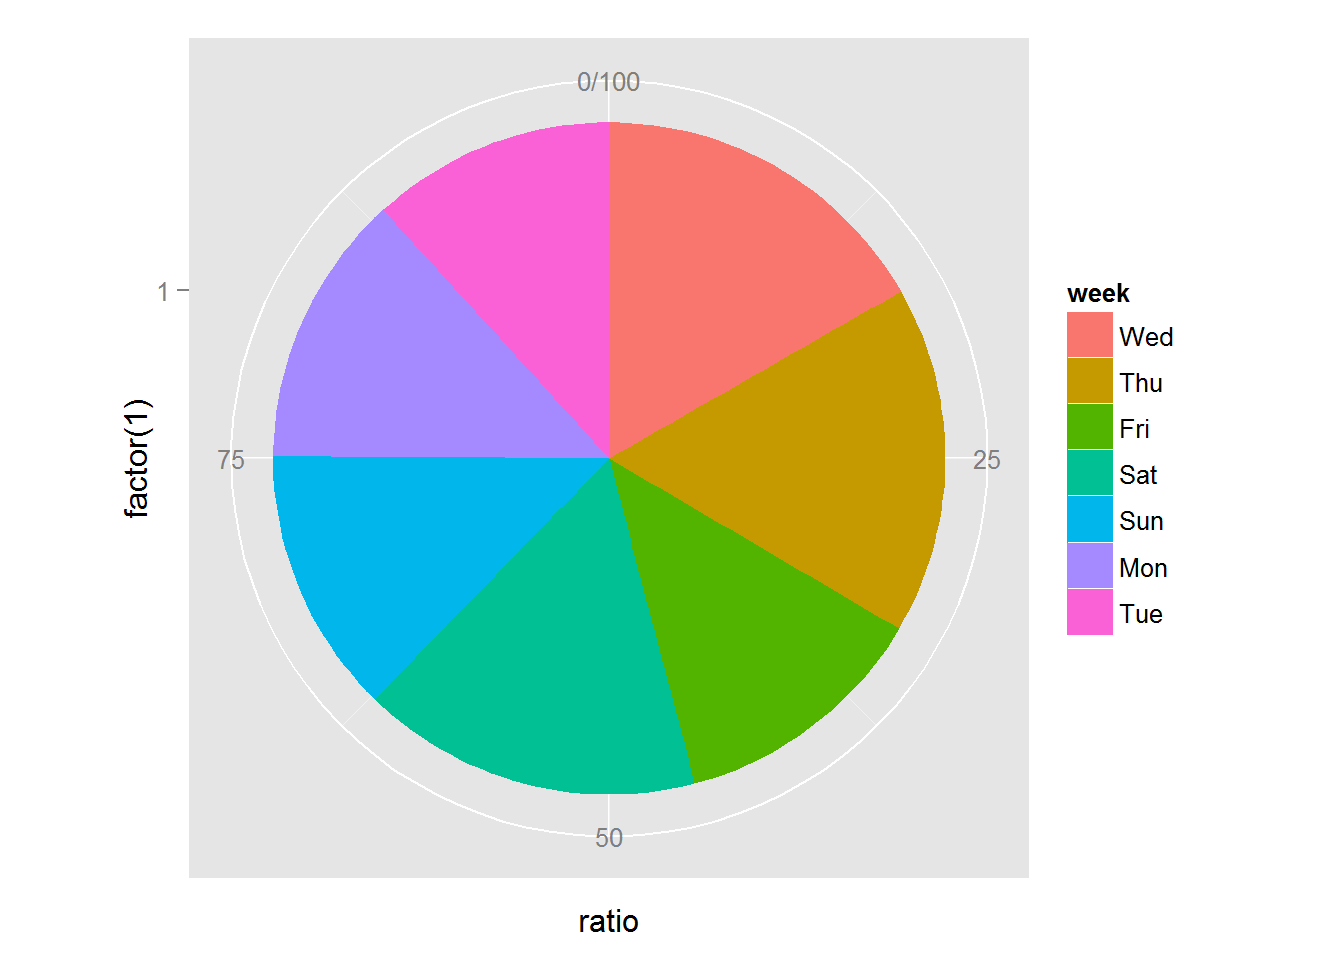 0/100
25
50
75
1
factor(1)
ratio
week
Wed
Thu
Fri
Sat
Sun
Mon
Tue